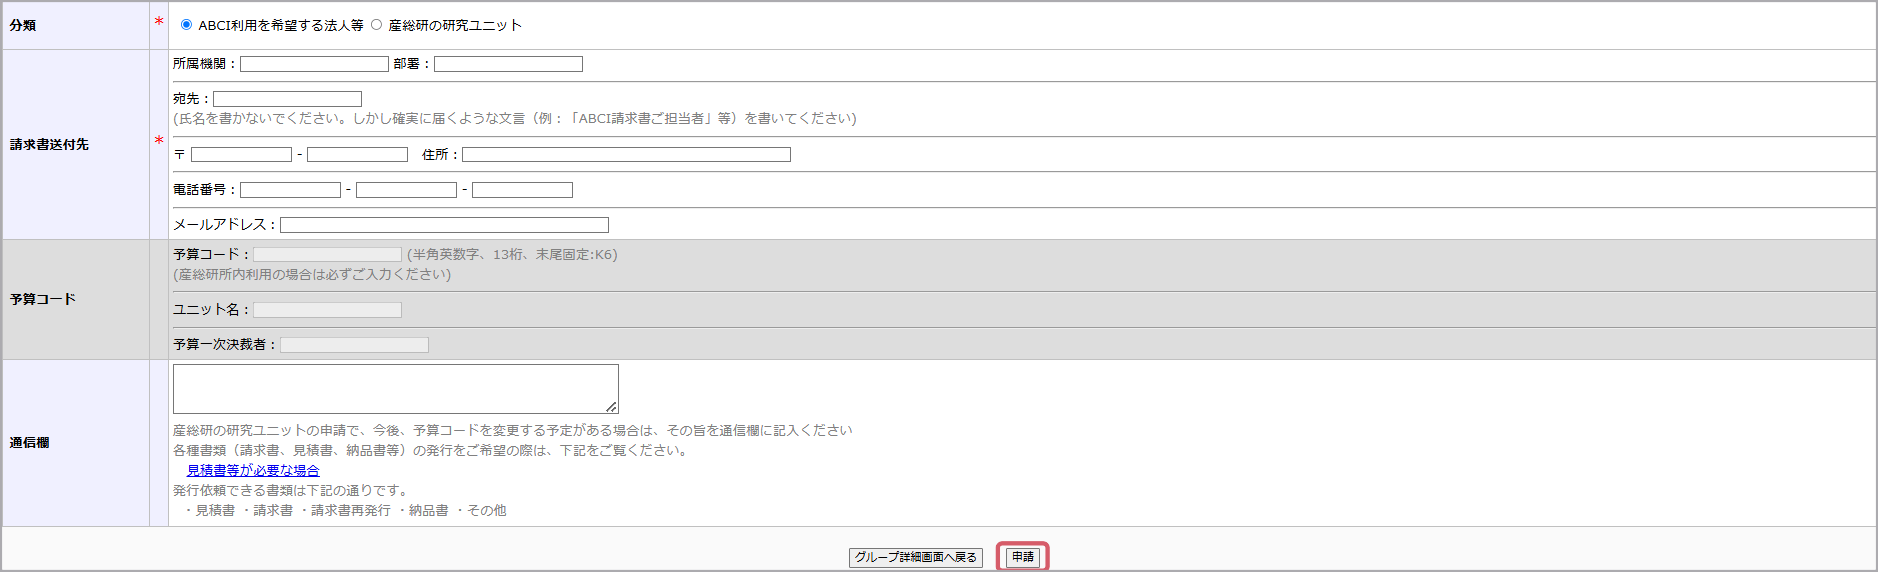 分類 * ABCI利用を希望する法人等 産総研の研究ユニット
所属機関： 部署：
宛先：
(氏名を書かないでください。しかし確実に届くような文言（例：「ABCI請求書ご担当者」等）を書いてください)
請求書送付先 *
〒 - 住所：
電話番号： - -
メールアドレス：
予算コード： (半角英数字、13桁、末尾固定:K6)
(産総研所内利用の場合は必ずご入力ください)
予算コード
ユニット名：
予算一次決裁者：
通信欄
産総研の研究ユニットの申請で、今後、予算コードを変更する予定がある場合は、その旨を通信欄に記入ください
各種書類（請求書、見積書、納品書等）の発行をご希望の際は、下記をご覧ください。
見積書等が必要な場合
発行依頼できる書類は下記の通りです。
・見積書 ・請求書 ・請求書再発行 ・納品書 ・その他
グループ詳細画面へ戻る 申請